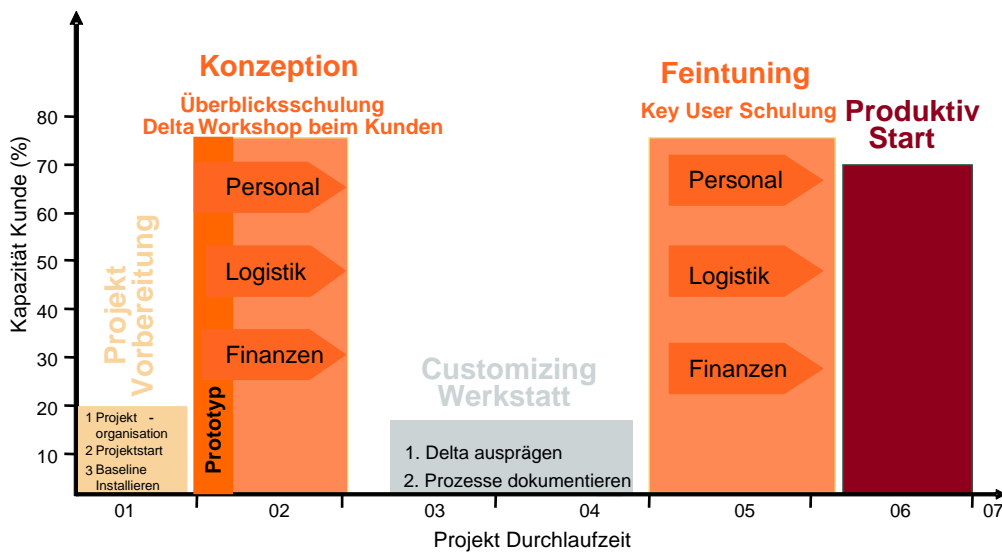 Konzeption
Überblicksschulung
Delta Workshop beim Kunden
Feintuning
Key User Schulung
Produktiv
Start
Kapazität Kunde (%)
80
70
60
50
40
30
20
10
Projekt
Vorbereitung
1 Projekt -
organisation
2 Projektstart
3 Baseline
Installieren
Prototyp
Personal
Logistik
Finanzen
Customizing
Werkstatt
1. Delta ausprägen
2. Prozesse dokumentieren
Personal
Logistik
Finanzen
01
02
03
04
05
06
07
Projekt Durchlaufzeit